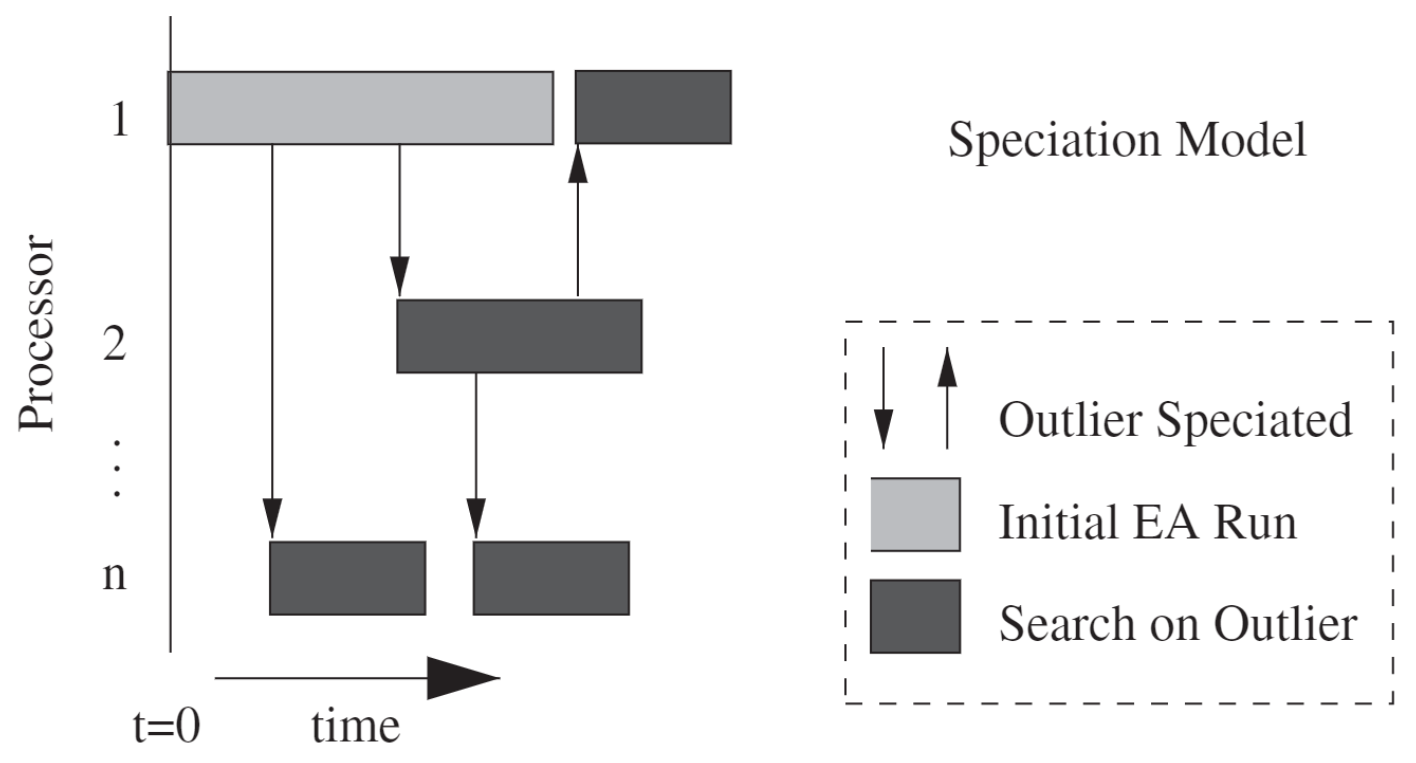 1
Speciation Model
Processor
2
Outlier Speciated
Initial EA Run
n
Search on Outlier
t=0
time